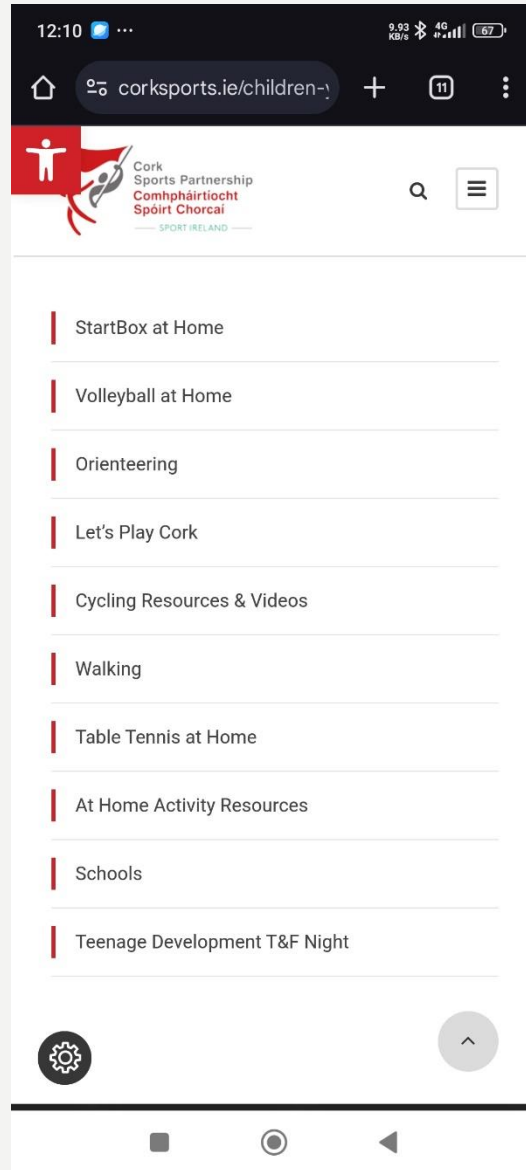 12:10 ...
9.93 KB/s 4G 67
corksports.ie/children-y
11
Cork
Sports Partnership
Comhpháirtíocht
Spóirt Chorcaí
SPORT IRELAND
StartBox at Home
Volleyball at Home
Orienteering
Let’s Play Cork
Cycling Resources & Videos
Walking
Table Tennis at Home
At Home Activity Resources
Schools
Teenage Development T&F Night